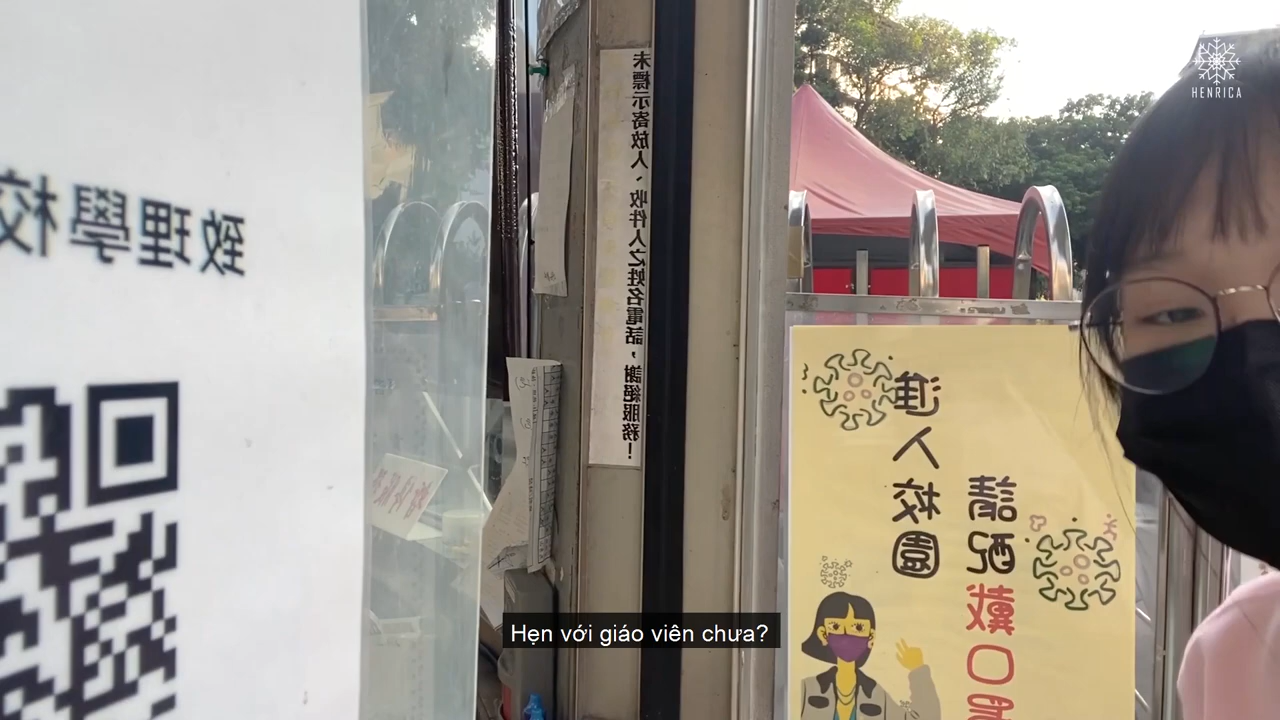 HENRICA
致理學校
未標示寄放人、收件人之姓名電話，謝絕服務！
進入校園
請配戴口罩
Hẹn với giáo viên chưa?